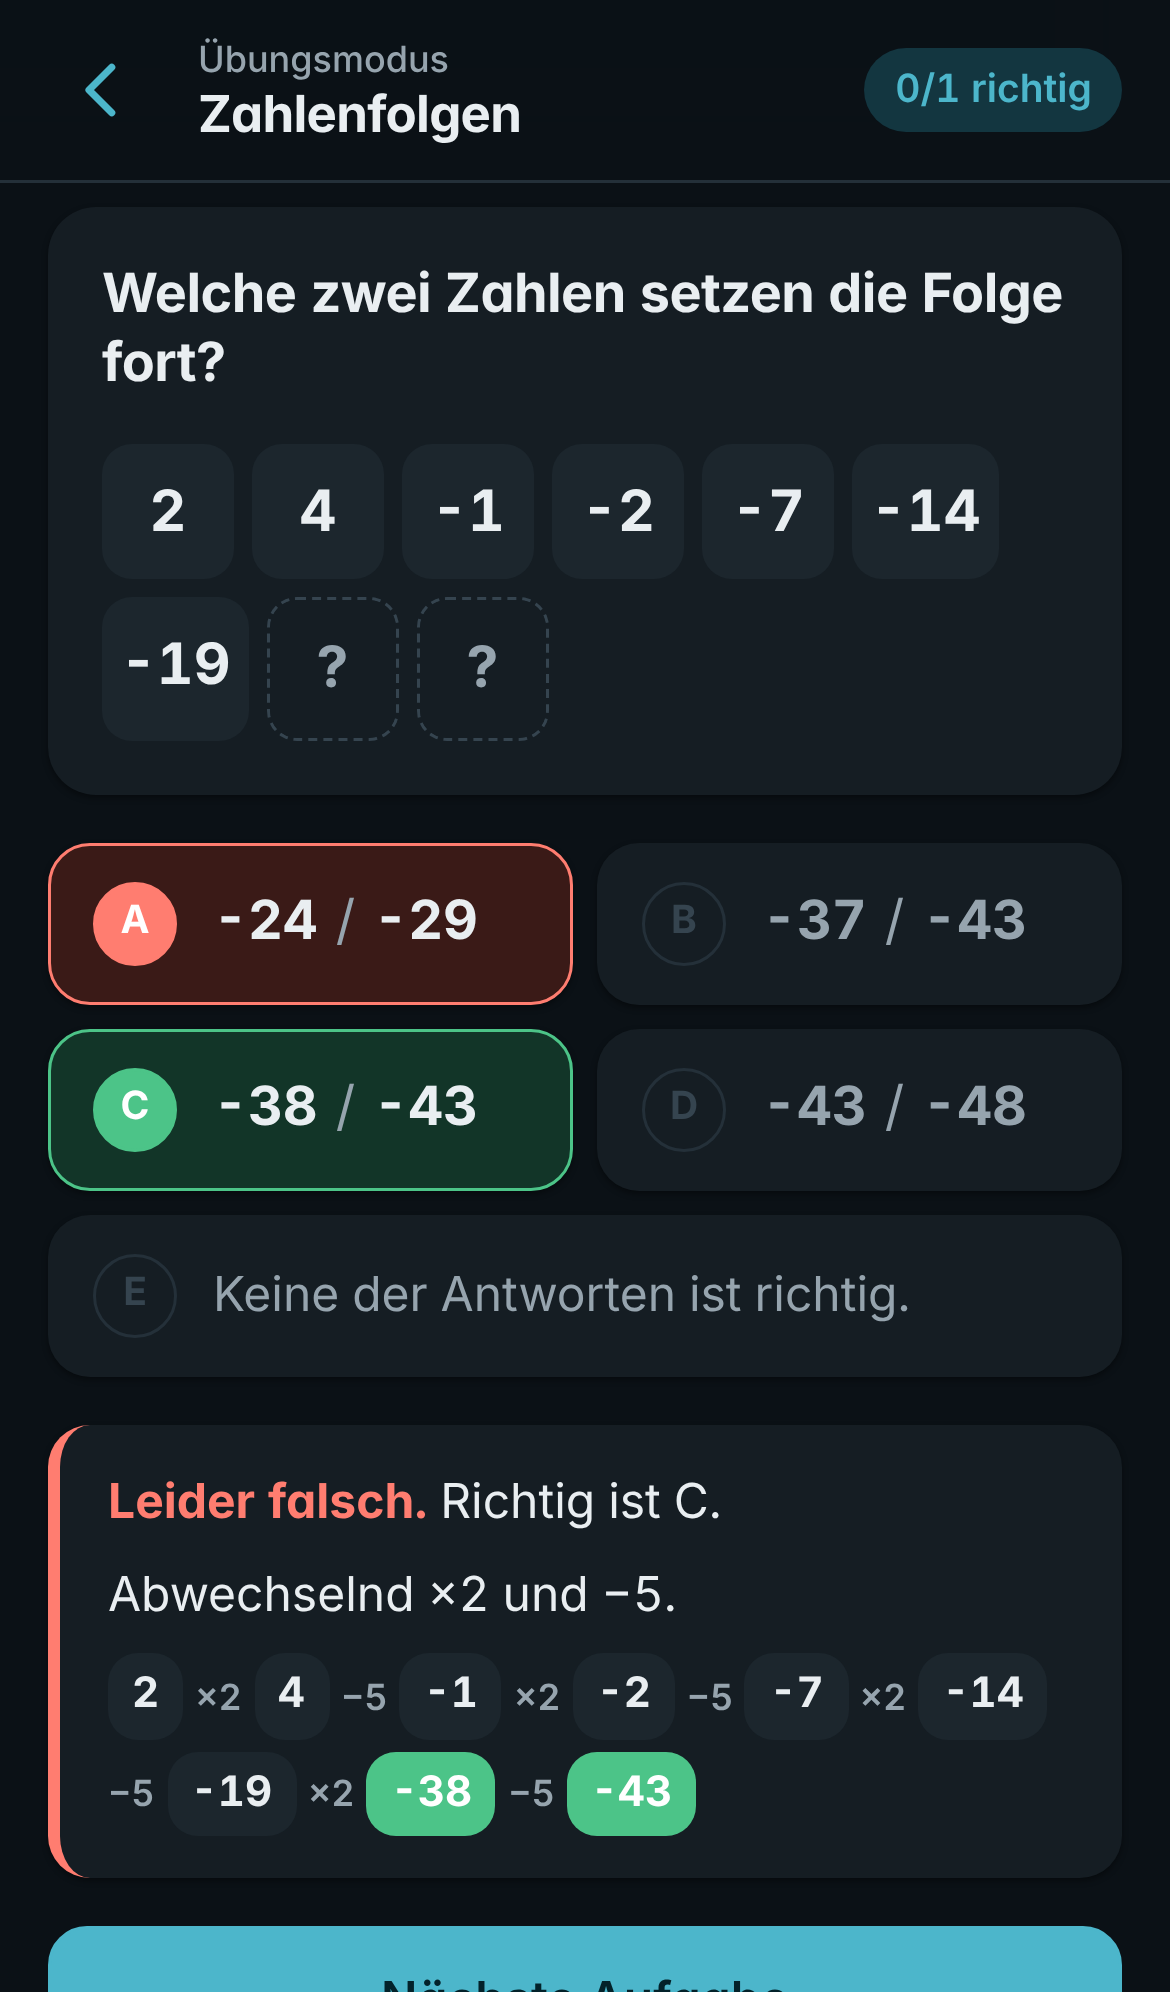 Übungsmodus
Zahlenfolgen
0/1 richtig
Welche zwei Zahlen setzen die Folge
fort?
2 4 -1 -2 -7 -14
-19 ? ?
A -24 / -29
B -37 / -43
C -38 / -43
D -43 / -48
E Keine der Antworten ist richtig.
Leider falsch. Richtig ist C.
Abwechselnd ×2 und −5.
2 ×2 4 −5 -1 ×2 -2 −5 -7 ×2 -14
−5 -19 ×2 -38 −5 -43
Nächste Aufgabe